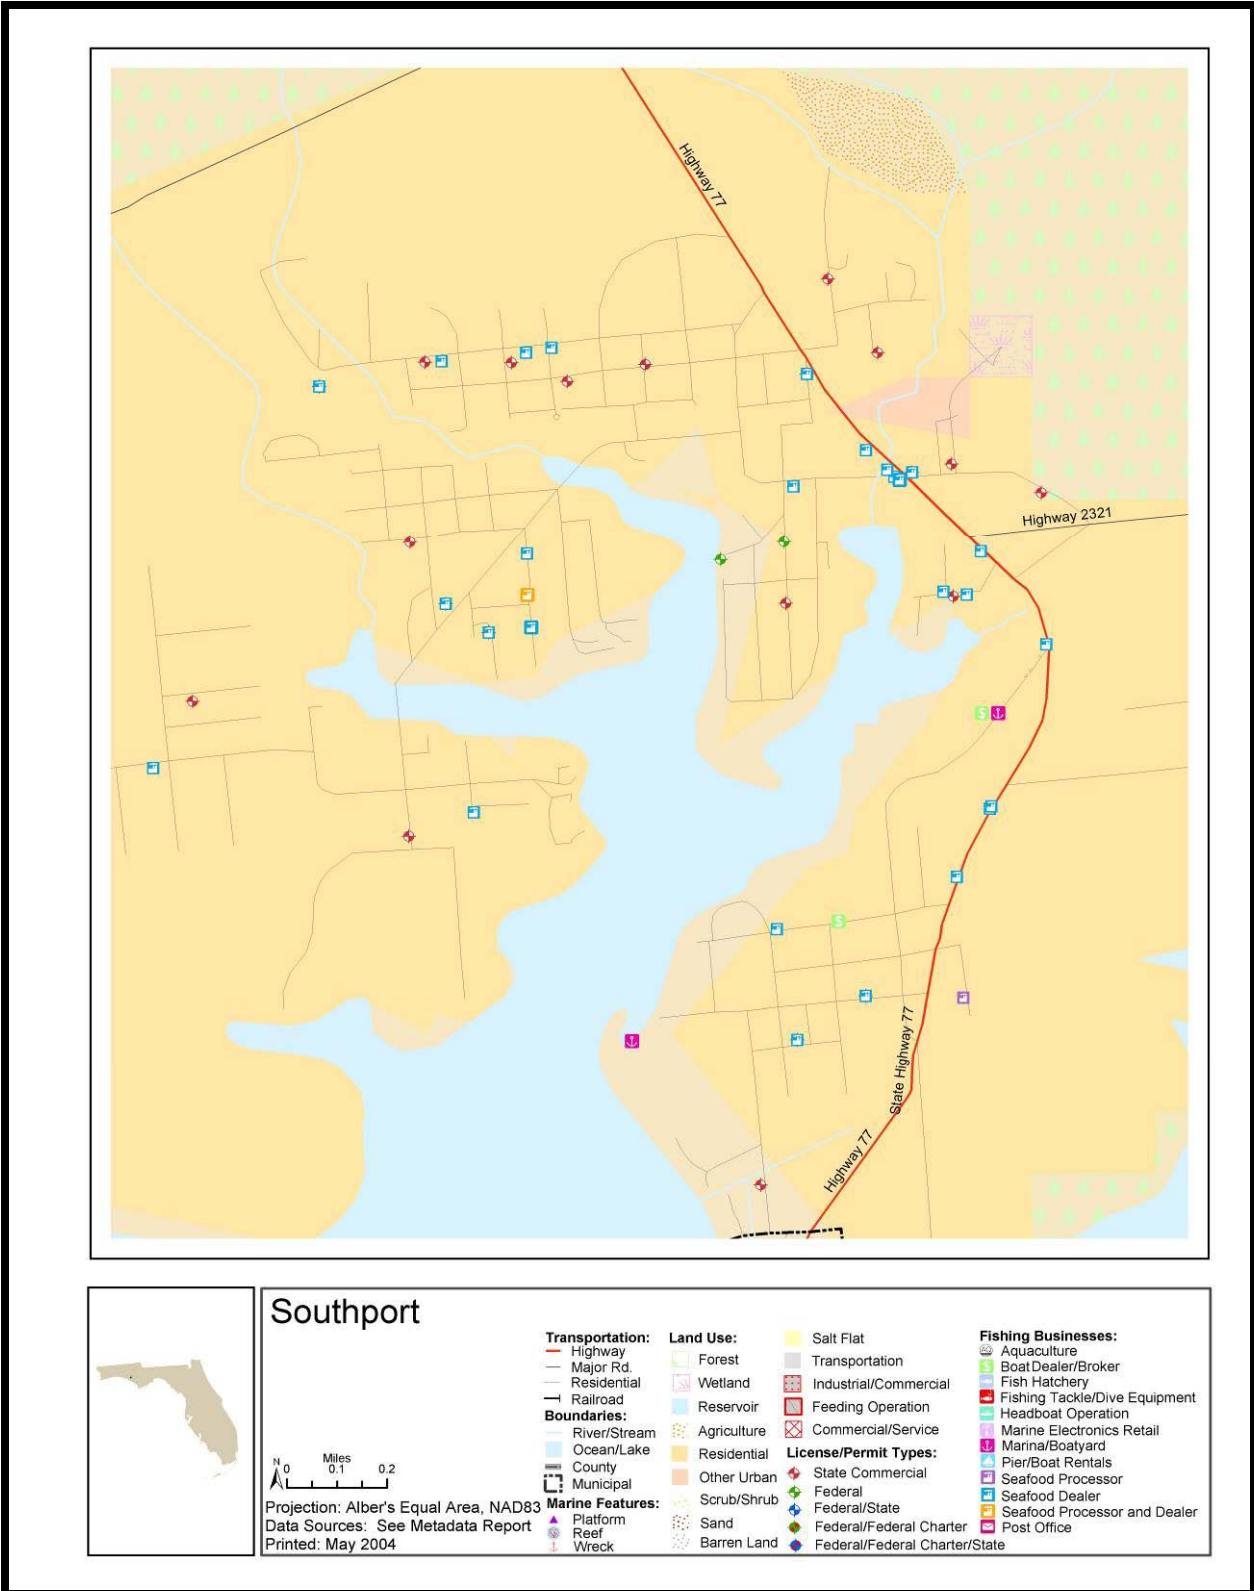 Highway 77
Highway 2321
State Highway 77
Highway 77
Southport
Transportation:
Highway
Major Rd.
Residential
Railroad
Boundaries:
River/Stream
Ocean/Lake
County
Municipal
Marine Features:
Platform
Reef
Wreck
Land Use:
Forest
Wetland
Reservoir
Agriculture
Residential
Other Urban
Scrub/Shrub
Sand
Barren Land
Salt Flat
Transportation
Industrial/Commercial
Feeding Operation
Commercial/Service
License/Permit Types:
State Commercial
Federal
Federal/State
Federal/Federal Charter
Federal/Federal Charter/State
Fishing Businesses:
Aquaculture
Boat Dealer/Broker
Fish Hatchery
Fishing Tackle/Dive Equipment
Headboat Operation
Marine Electronics Retail
Marina/Boatyard
Pier/Boat Rentals
Seafood Processor
Seafood Dealer
Seafood Processor and Dealer
Post Office
N
Miles
0 0.1 0.2
Projection: Alber's Equal Area, NAD83
Data Sources: See Metadata Report
Printed: May 2004